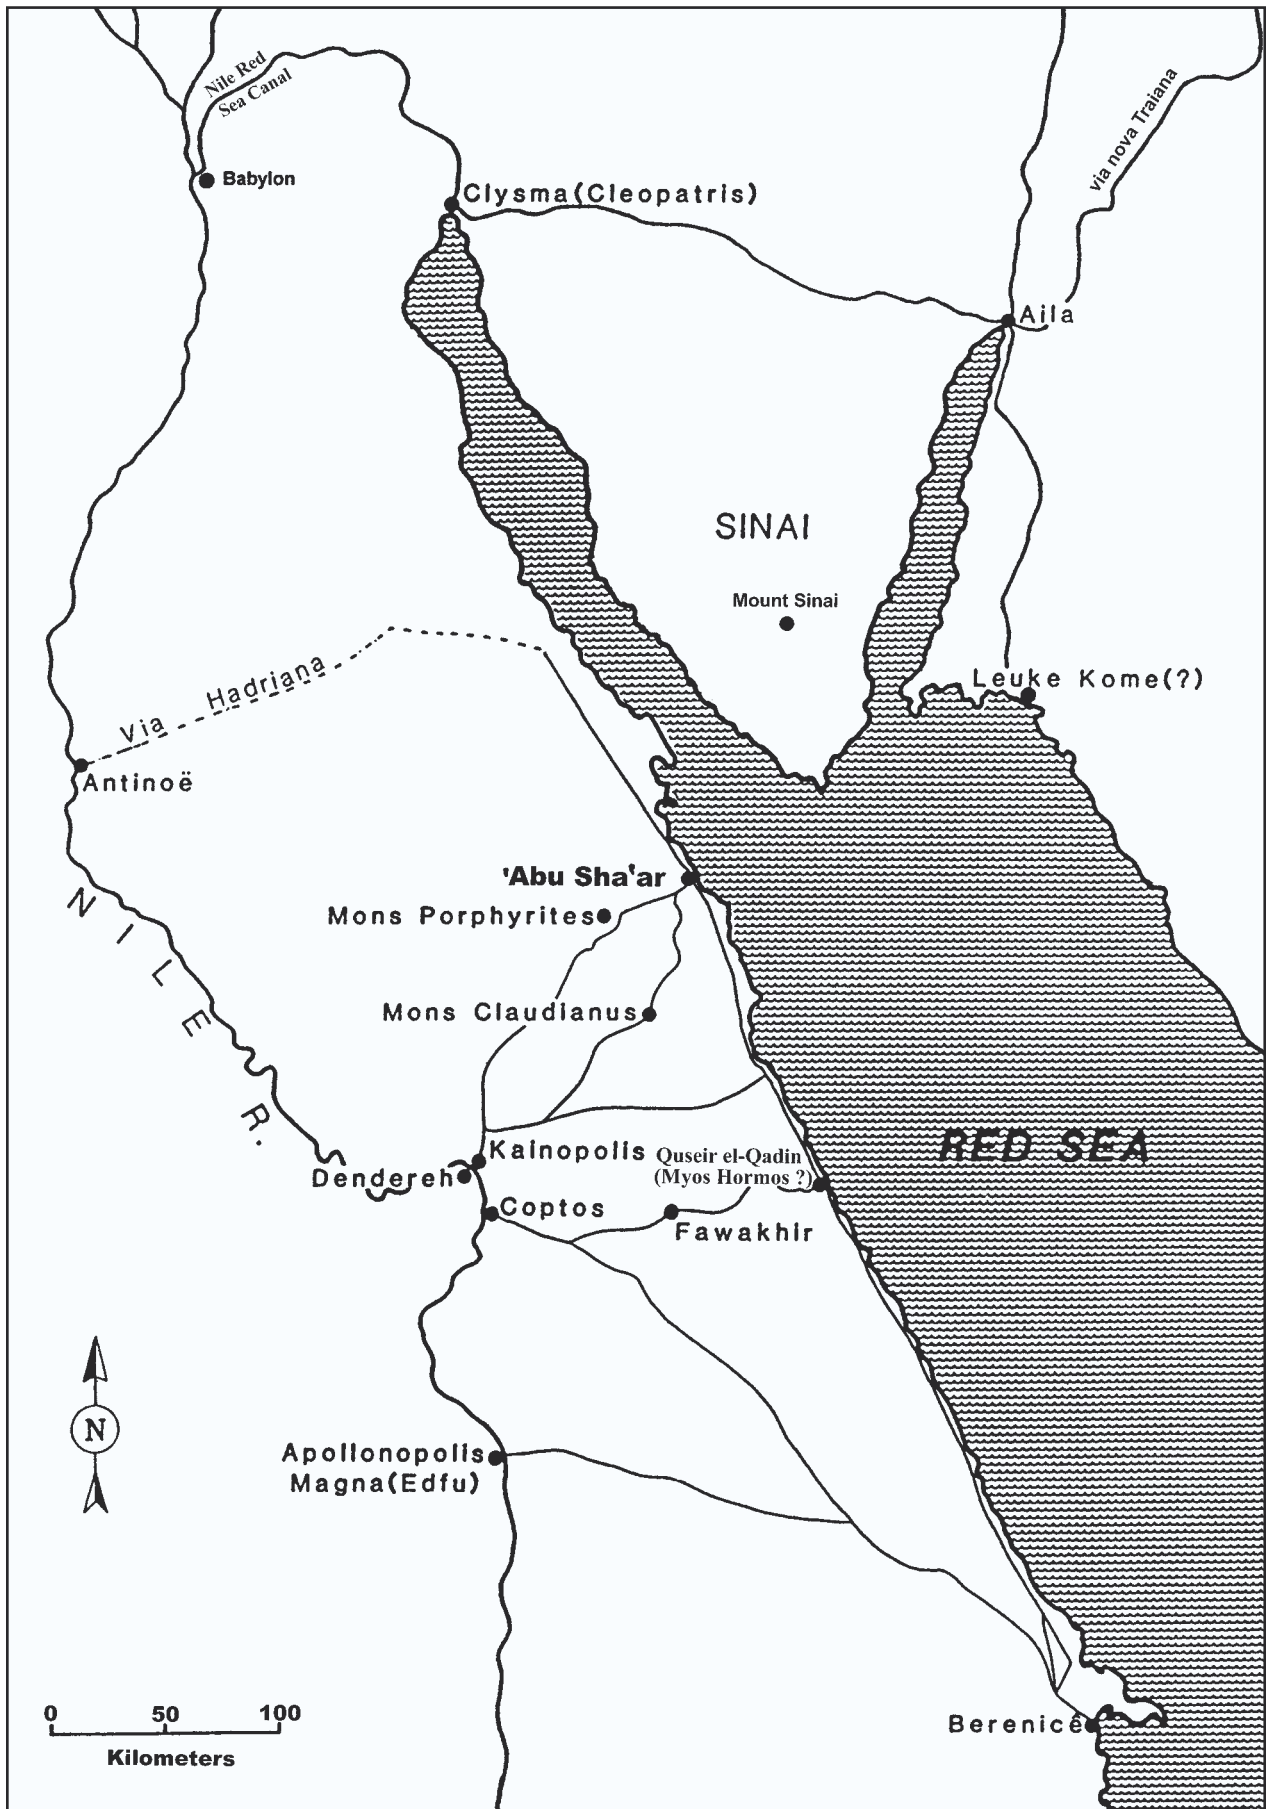 Nile Red
Sea Canal
via nova Traiana
Babylon
Clysma(Cleopatris)
Aila
SINAI
Mount Sinai
Leuke Kome(?)
Via Hadriana
Antinoë
'Abu Sha'ar
Mons Porphyrites
NILE R.
Mons Claudianus
RED SEA
Kainopolis
Quseir el-Qadin
(Myos Hormos ?)
Dendereh
Coptos
Fawakhir
N
Apollonopolis
Magna(Edfu)
0 50 100
Kilometers
Berenicê